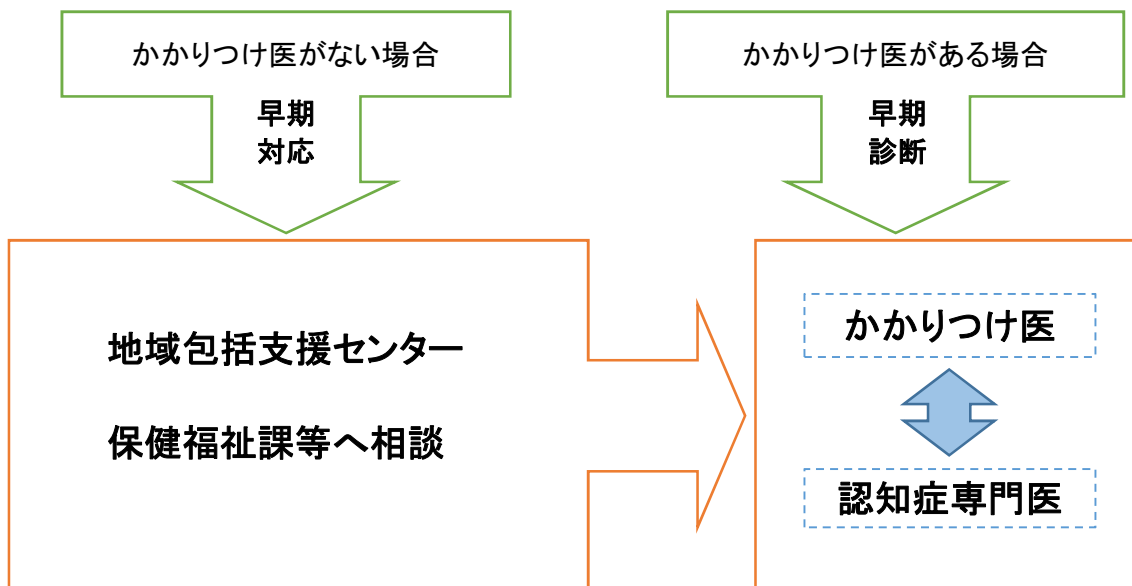 かかりつけ医がない場合
早期
対応
かかりつけ医がある場合
早期
診断
地域包括支援センター
保健福祉課等へ相談
かかりつけ医
認知症専門医